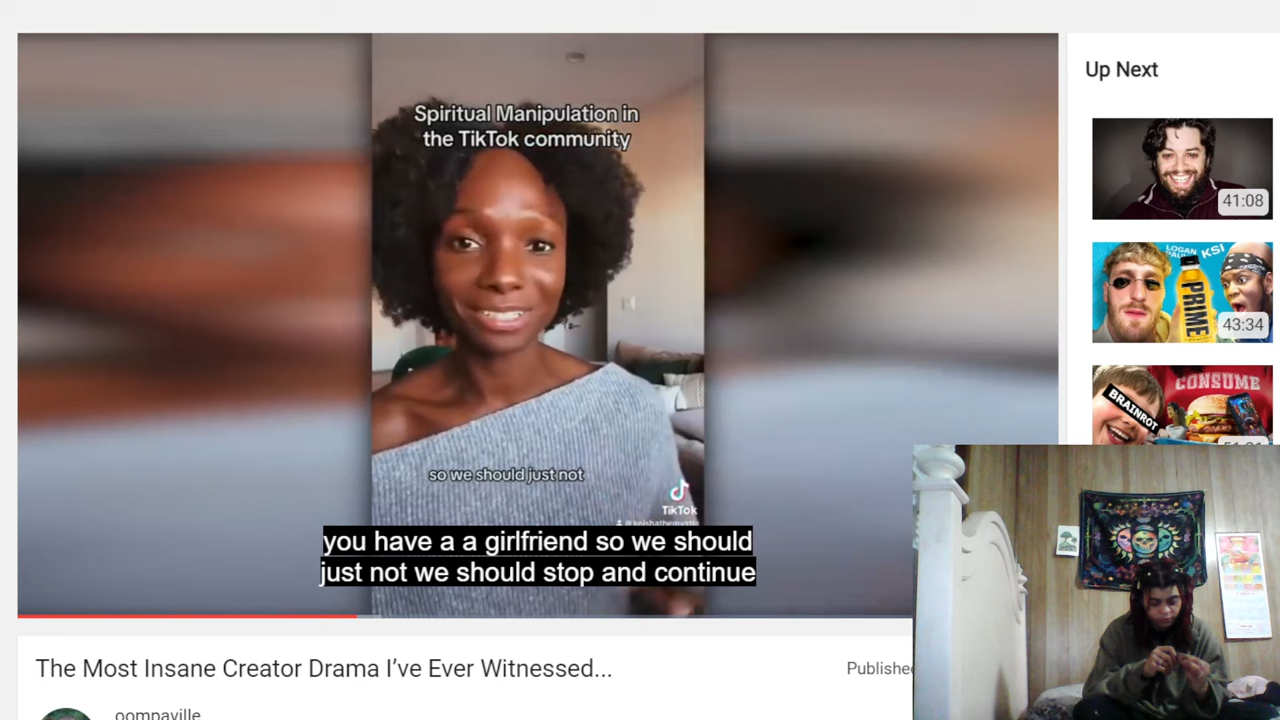 Up Next
Spiritual Manipulation in
the TikTok community
41:08
LOGAN
PAUL
KSI
PRIME
43:34
CONSUME
BRAINROT
so we should just not
TikTok
you have a a girlfriend so we should
just not we should stop and continue
The Most Insane Creator Drama I’ve Ever Witnessed...
oompaville